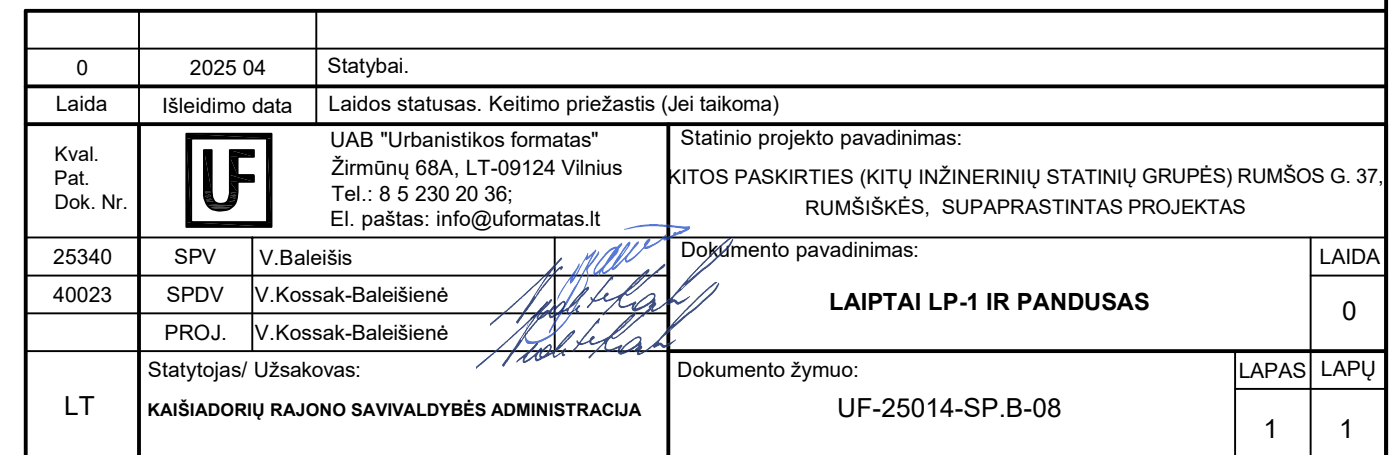 0 2025 04 Statybai.
Laida Išleidimo data Laidos statusas. Keitimo priežastis (Jei taikoma)
Kval.
Pat.
Dok. Nr.
UF
UAB "Urbanistikos formatas"
Žirmūnų 68A, LT-09124 Vilnius
Tel.: 8 5 230 20 36;
El. paštas: info@uformatas.lt
Statinio projekto pavadinimas:
KITOS PASKIRTIES (KITŲ INŽINERINIŲ STATINIŲ GRUPĖS) RUMŠOS G. 37,
RUMŠIŠKĖS, SUPAPRASTINTAS PROJEKTAS
25340 SPV V.Baleišis
40023 SPDV V.Kossak-Baleišienė
PROJ. V.Kossak-Baleišienė
Dokumento pavadinimas:
LAIPTAI LP-1 IR PANDUSAS
LAIDA
0
LT
Statytojas/ Užsakovas:
KAIŠIADORIŲ RAJONO SAVIVALDYBĖS ADMINISTRACIJA
Dokumento žymuo:
UF-25014-SP.B-08
LAPAS LAPŲ
1 1